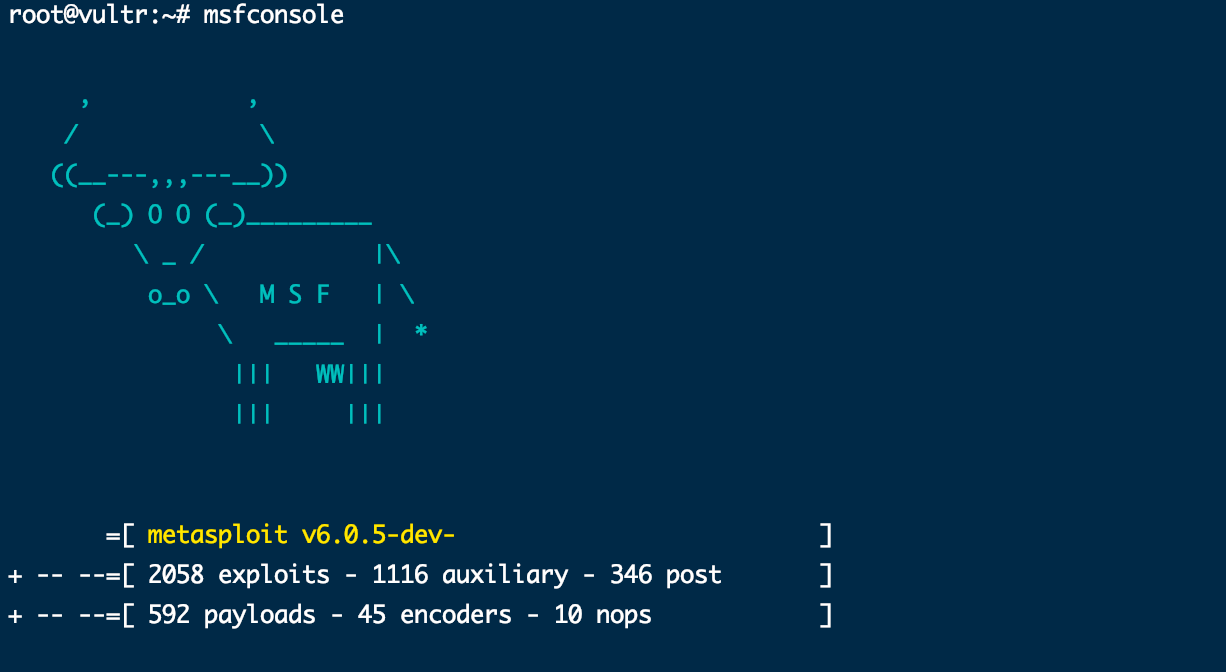 root@vultr:~# msfconsole
     ,           ,
    /             \
   ((__---,,,---__))
      (_) O O (_)_________
         \ _ /            |\
          o_o \   M S F   | \
               \   _____  |  *
                |||   WW|||
                |||     |||
       =[ metasploit v6.0.5-dev-                          ]
+ -- --=[ 2058 exploits - 1116 auxiliary - 346 post       ]
+ -- --=[ 592 payloads - 45 encoders - 10 nops            ]